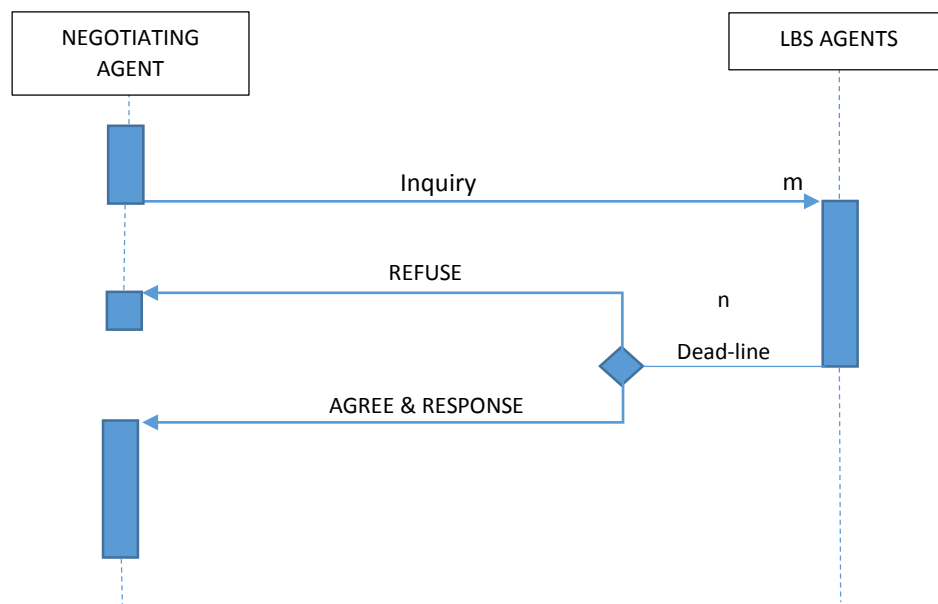 NEGOTIATING
AGENT
LBS AGENTS
Inquiry
m
REFUSE
n
Dead-line
AGREE & RESPONSE